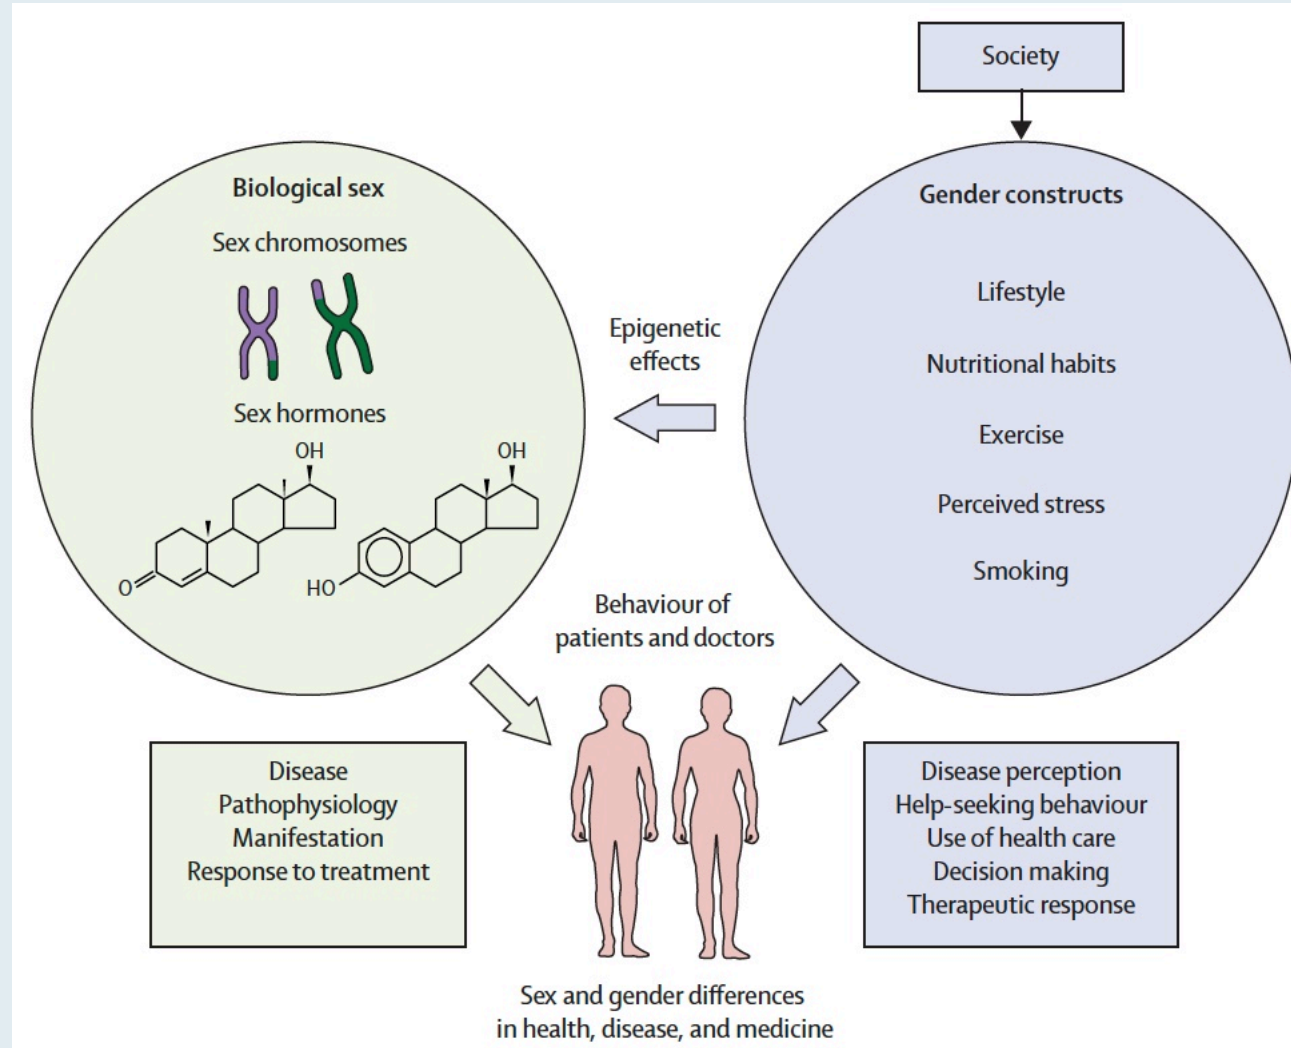 Society
Biological sex
Sex chromosomes
Sex hormones
OH
O
OH
HO
Epigenetic
effects
Gender constructs
Lifestyle
Nutritional habits
Exercise
Perceived stress
Smoking
Behaviour of
patients and doctors
Disease
Pathophysiology
Manifestation
Response to treatment
Disease perception
Help-seeking behaviour
Use of health care
Decision making
Therapeutic response
Sex and gender differences
in health, disease, and medicine